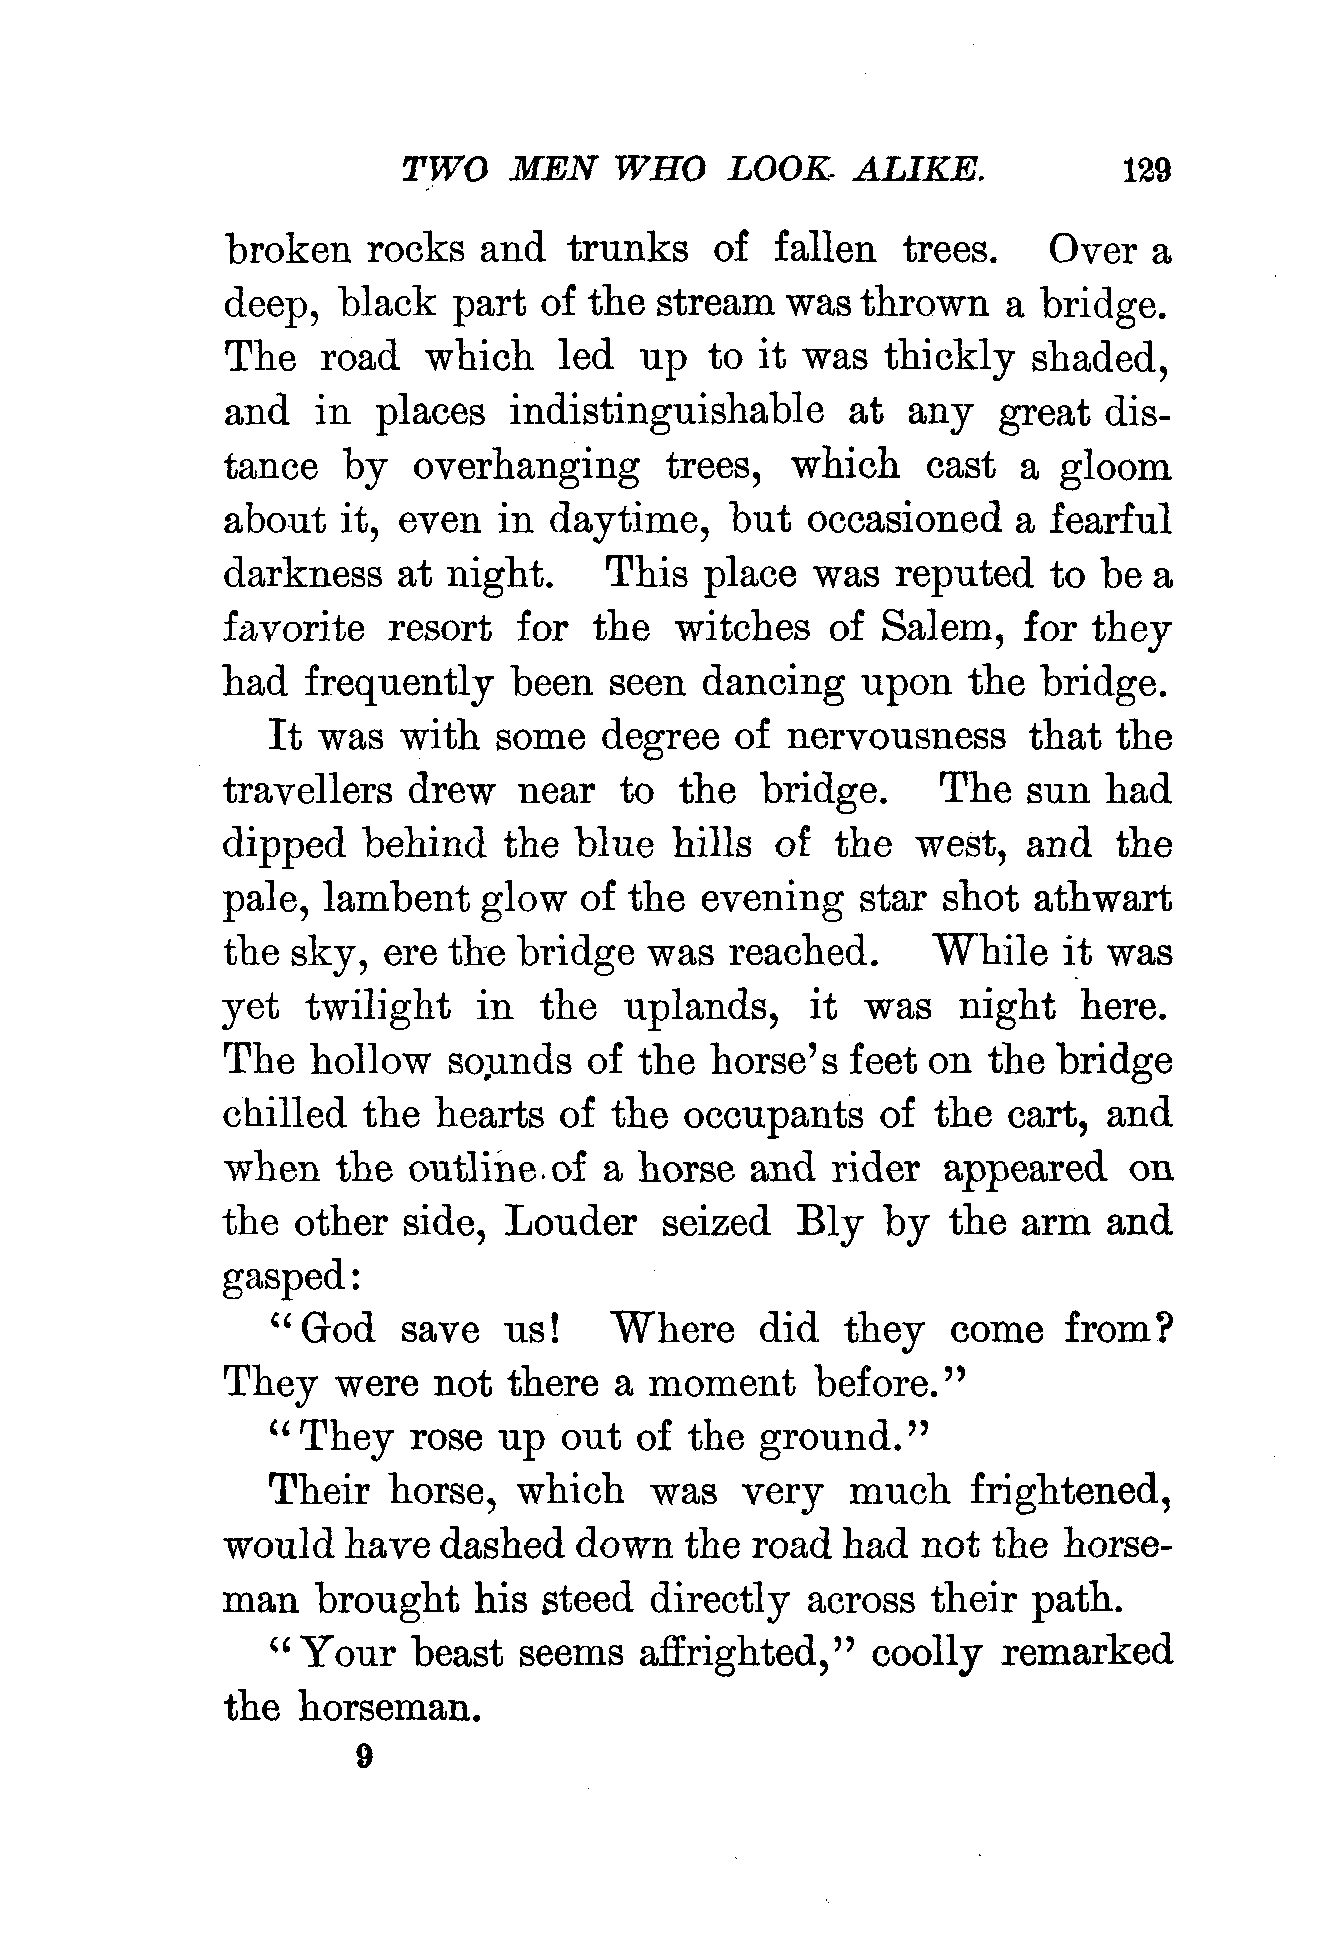 TWO MEN WHO LOOK ALIKE. 129
broken rocks and trunks of fallen trees. Over a
deep, black part of the stream was thrown a bridge.
The road which led up to it was thickly shaded,
and in places indistinguishable at any great dis-
tance by overhanging trees, which cast a gloom
about it, even in daytime, but occasioned a fearful
darkness at night. This place was reputed to be a
favorite resort for the witches of Salem, for they
had frequently been seen dancing upon the bridge.
It was with some degree of nervousness that the
travellers drew near to the bridge. The sun had
dipped behind the blue hills of the west, and the
pale, lambent glow of the evening star shot athwart
the sky, ere the bridge was reached. While it was
yet twilight in the uplands, it was night here.
The hollow sounds of the horse's feet on the bridge
chilled the hearts of the occupants of the cart, and
when the outline of a horse and rider appeared on
the other side, Louder seized Bly by the arm and
gasped:
"God save us! Where did they come from?
They were not there a moment before."
"They rose up out of the ground."
Their horse, which was very much frightened,
would have dashed down the road had not the horse-
man brought his steed directly across their path.
"Your beast seems affrighted," coolly remarked
the horseman.
9